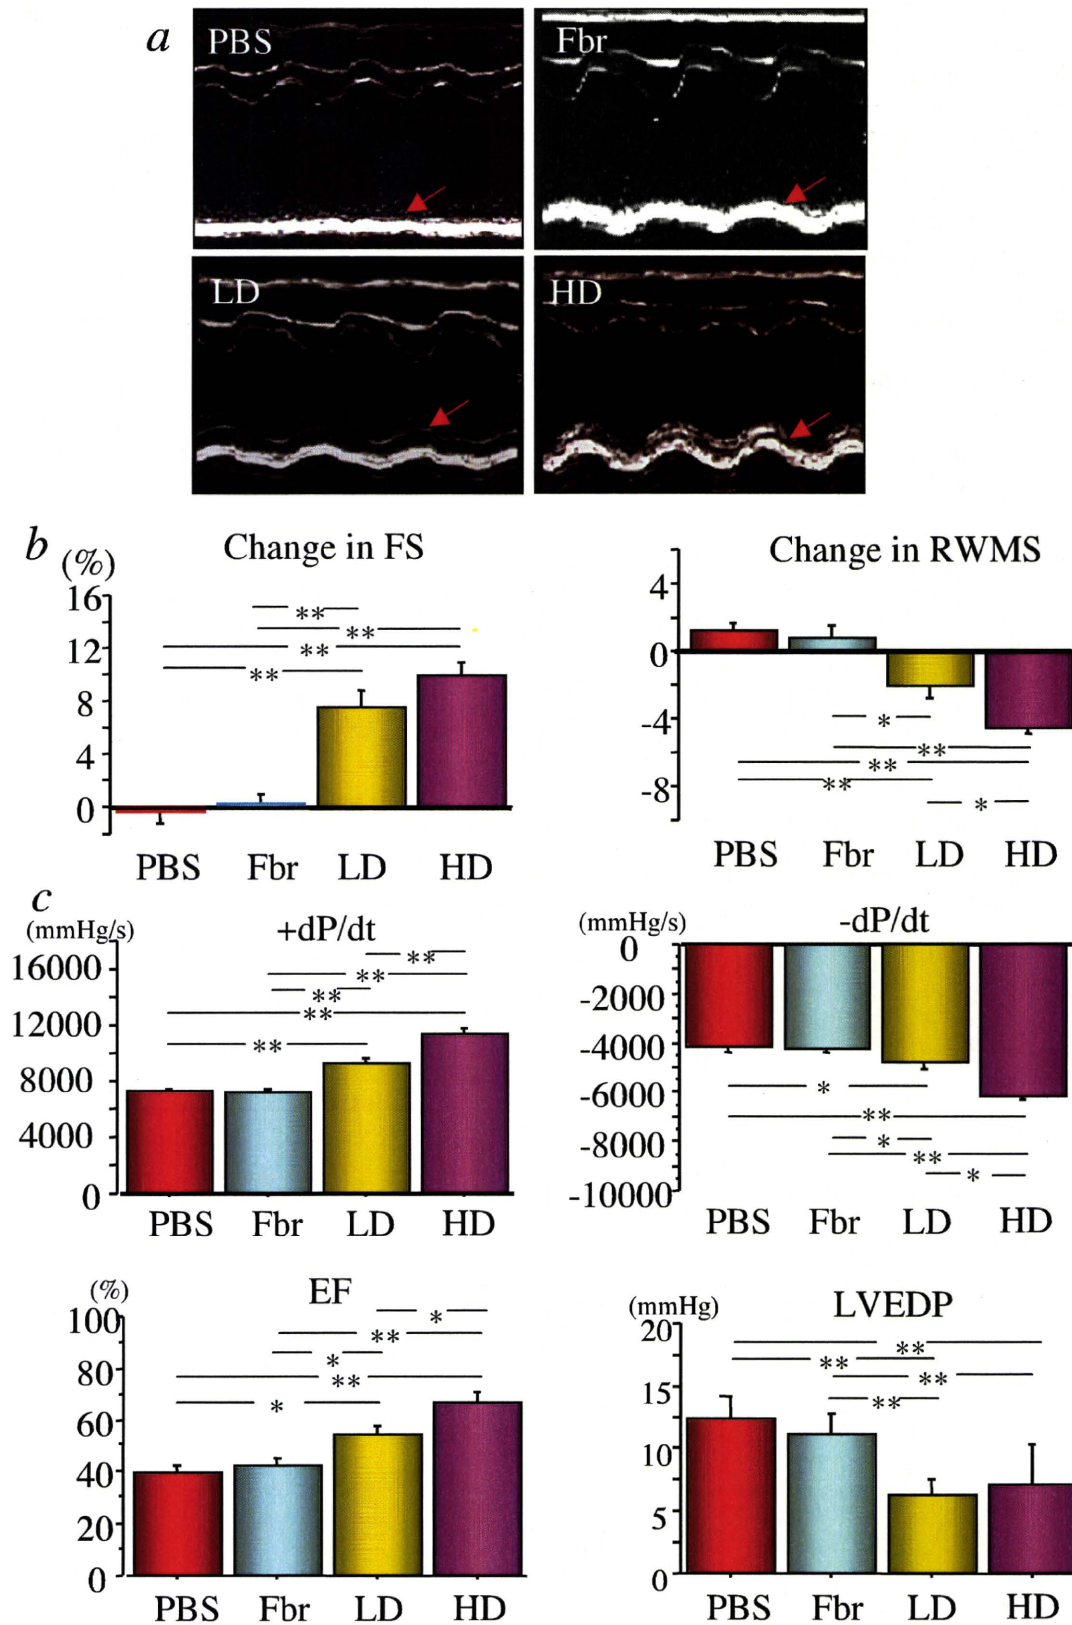 a
PBS
Fbr
LD
HD
b
(%)
Change in FS
16
12
8
4
0
**
**
**
**
PBS Fbr LD HD
Change in RWMS
4
0
-4
-8
*
**
**
**
*
PBS Fbr LD HD
c
(mmHg/s)
+dP/dt
16000
12000
8000
4000
0
**
**
**
**
**
PBS Fbr LD HD
(mmHg/s)
-dP/dt
0
-2000
-4000
-6000
-8000
-10000
*
**
*
**
*
PBS Fbr LD HD
(%)
EF
100
80
60
40
20
0
*
**
*
**
*
PBS Fbr LD HD
(mmHg)
LVEDP
20
15
10
5
0
**
**
**
**
PBS Fbr LD HD